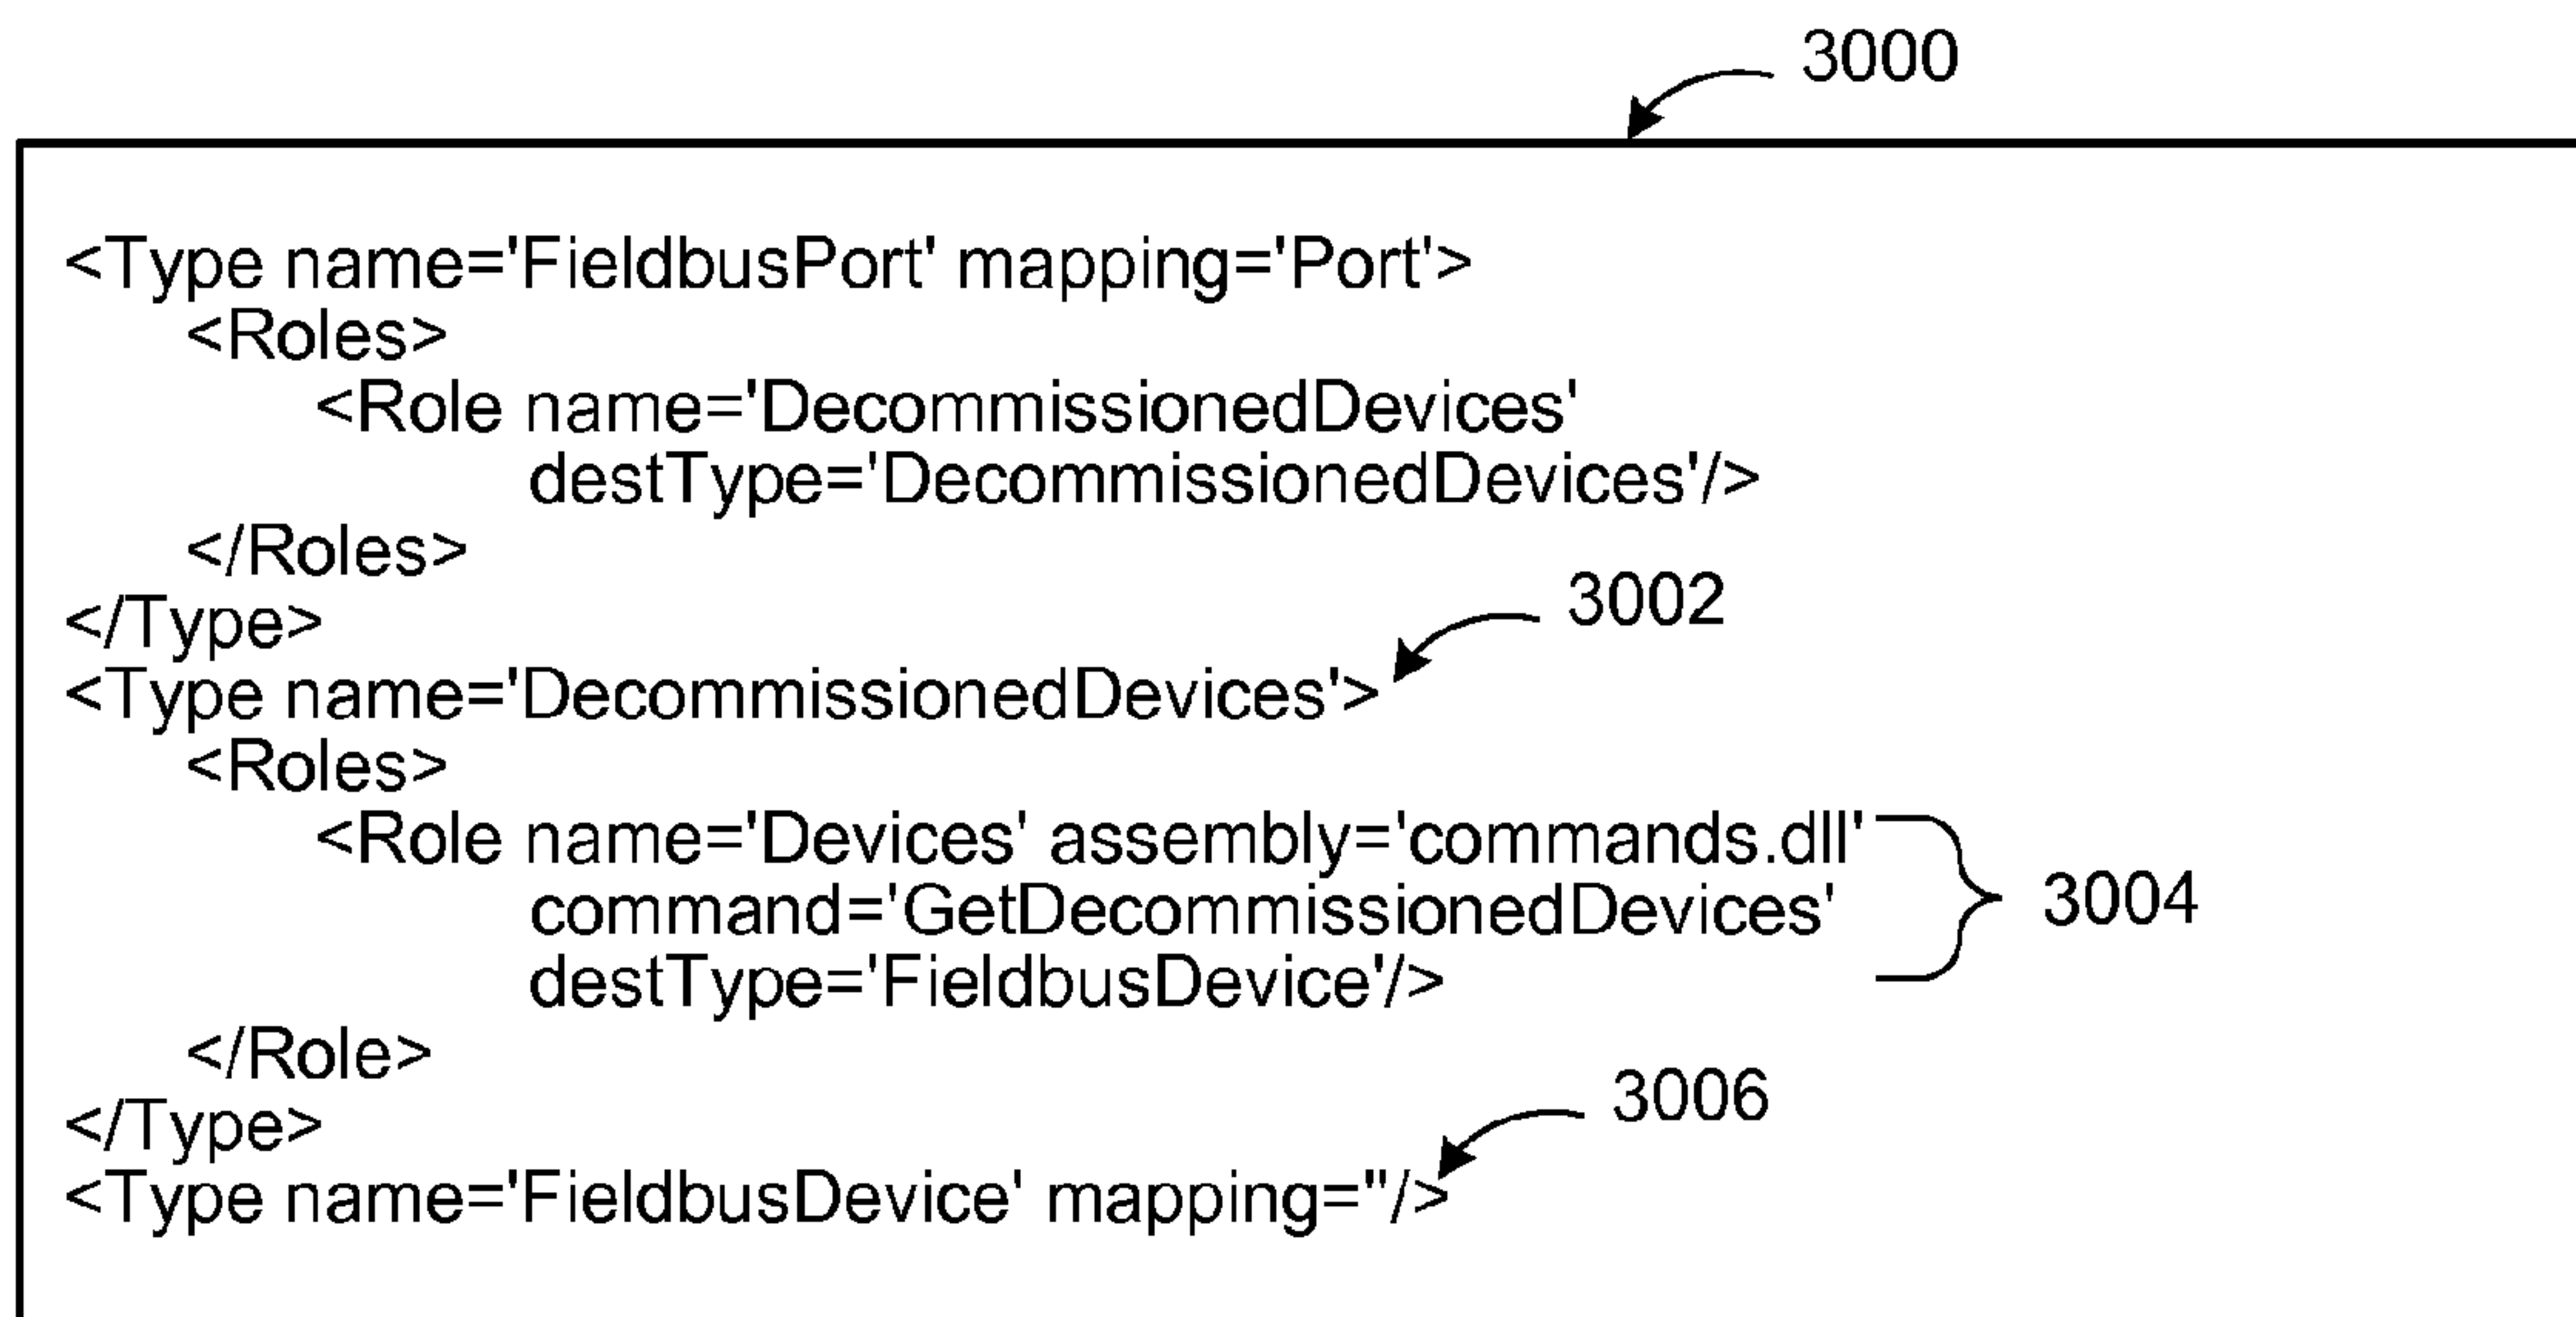 3000
<Type name='FieldbusPort' mapping='Port'>
<Roles>
<Role name='DecommissionedDevices'
destType='DecommissionedDevices'/>
</Roles>
</Type>
3002
<Type name='DecommissionedDevices'>
<Roles>
<Role name='Devices' assembly='commands.dll'
command='GetDecommissionedDevices'
destType='FieldbusDevice'/>
3004
</Role>
</Type>
3006
<Type name='FieldbusDevice' mapping=''/>